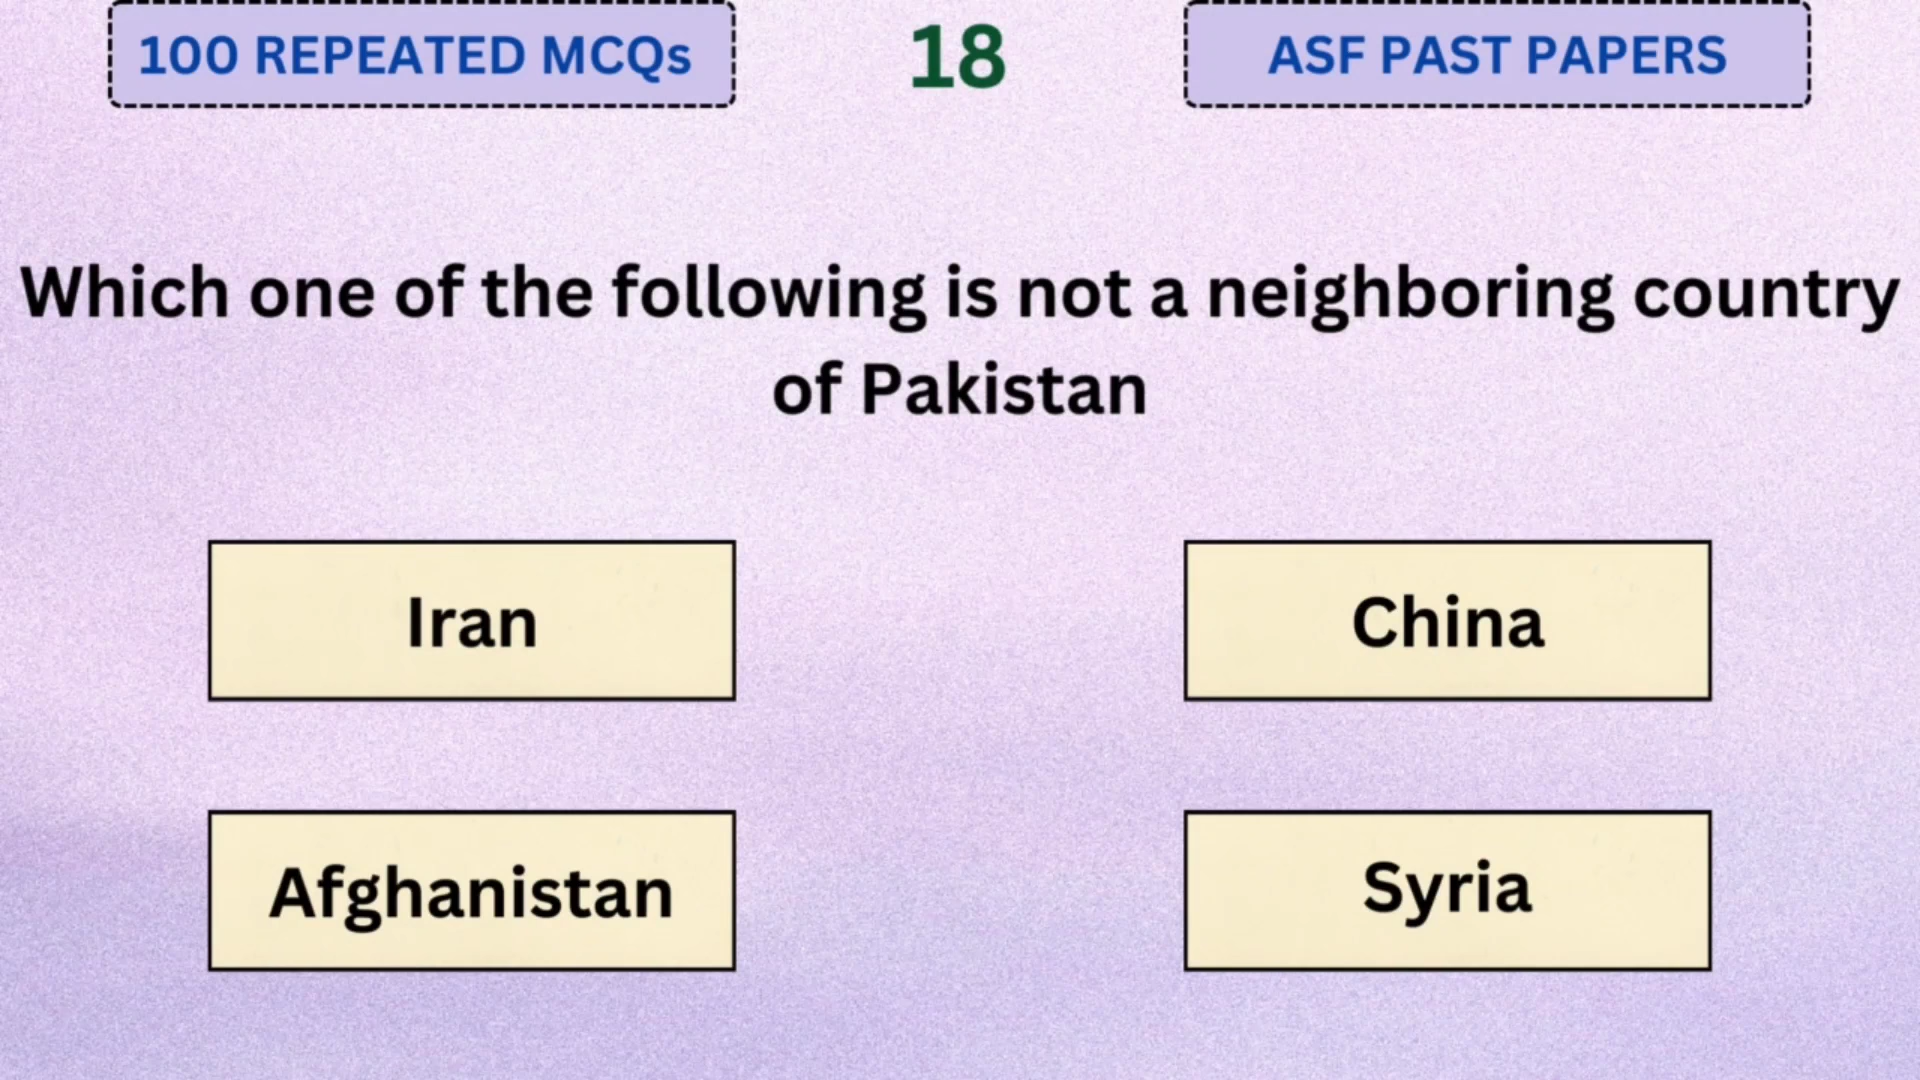 100 REPEATED MCQs
18
ASF PAST PAPERS
Which one of the following is not a neighboring country
of Pakistan
Iran
China
Afghanistan
Syria